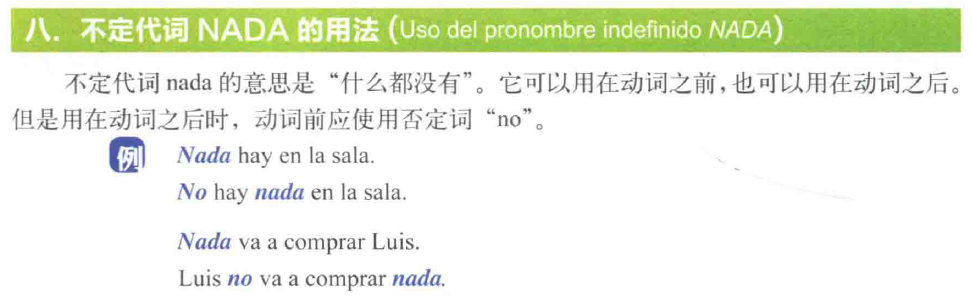 八. 不定代词 NADA 的用法 (Uso del pronombre indefinido NADA)
不定代词 nada 的意思是“什么都没有”。它可以用在动词之前,也可以用在动词之后。
但是用在动词之后时，动词前应使用否定词“no”。
例 Nada hay en la sala.
No hay nada en la sala.
Nada va a comprar Luis.
Luis no va a comprar nada.